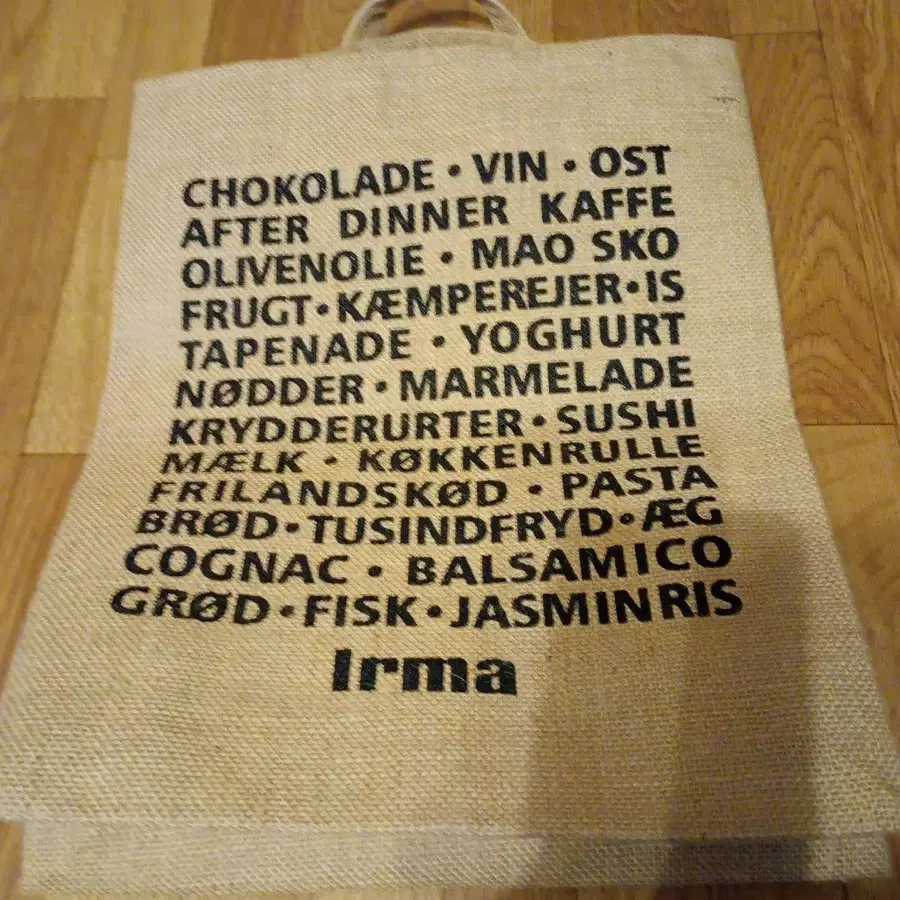 CHOKOLADE • VIN • OST
AFTER DINNER KAFFE
OLIVENOLIE • MAO SKO
FRUGT • KÆMPEREJER • IS
TAPENADE • YOGHURT
NØDDER • MARMELADE
KRYDDERURTER • SUSHI
MÆLK • KØKKENRULLE
FRILANDSKØD • PASTA
BRØD • TUSINDFRYD • ÆG
COGNAC • BALSAMICO
GRØD • FISK • JASMINRIS
Irma